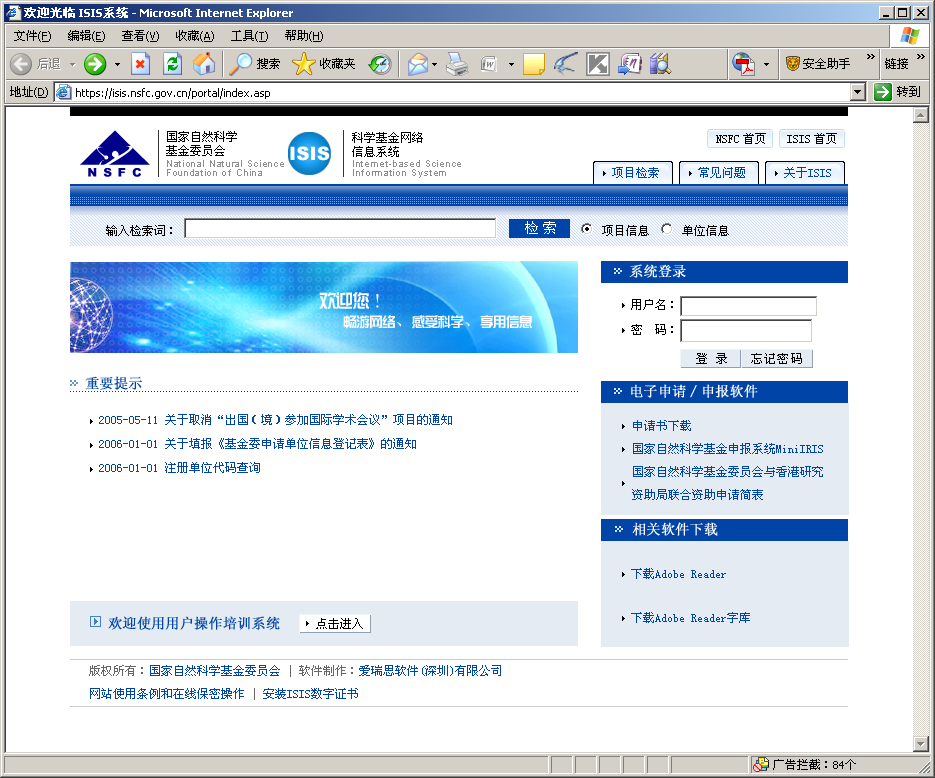 欢迎光临 ISIS系统 - Microsoft Internet Explorer
文件(F) 编辑(E) 查看(V) 收藏(A) 工具(T) 帮助(H)
后退 搜索 收藏夹 安全助手 链接
地址(D) https://isis.nsfc.gov.cn/portal/index.asp 转到
NSFC
国家自然科学
基金委员会
National Natural Science
Foundation of China
ISIS
科学基金网络
信息系统
Internet-based Science
Information System
NSFC 首页 ISIS 首页
项目检索 常见问题 关于ISIS
输入检索词： 检 索 项目信息 单位信息
欢迎您！
畅游网络、感受科学、享用信息
系统登录
用户名：
密 码：
登 录 忘记密码
重要提示
2005-05-11 关于取消“出国(境)参加国际学术会议”项目的通知
2006-01-01 关于填报《基金委申请单位信息登记表》的通知
2006-01-01 注册单位代码查询
电子申请 / 申报软件
申请书下载
国家自然科学基金申报系统MiniIRIS
国家自然科学基金委员会与香港研究
资助局联合资助申请简表
相关软件下载
下载Adobe Reader
下载Adobe Reader字库
欢迎使用用户操作培训系统 点击进入
版权所有：国家自然科学基金委员会 | 软件制作：爱瑞思软件(深圳)有限公司
网站使用条例和在线保密操作 | 安装ISIS数字证书
广告拦截：84个